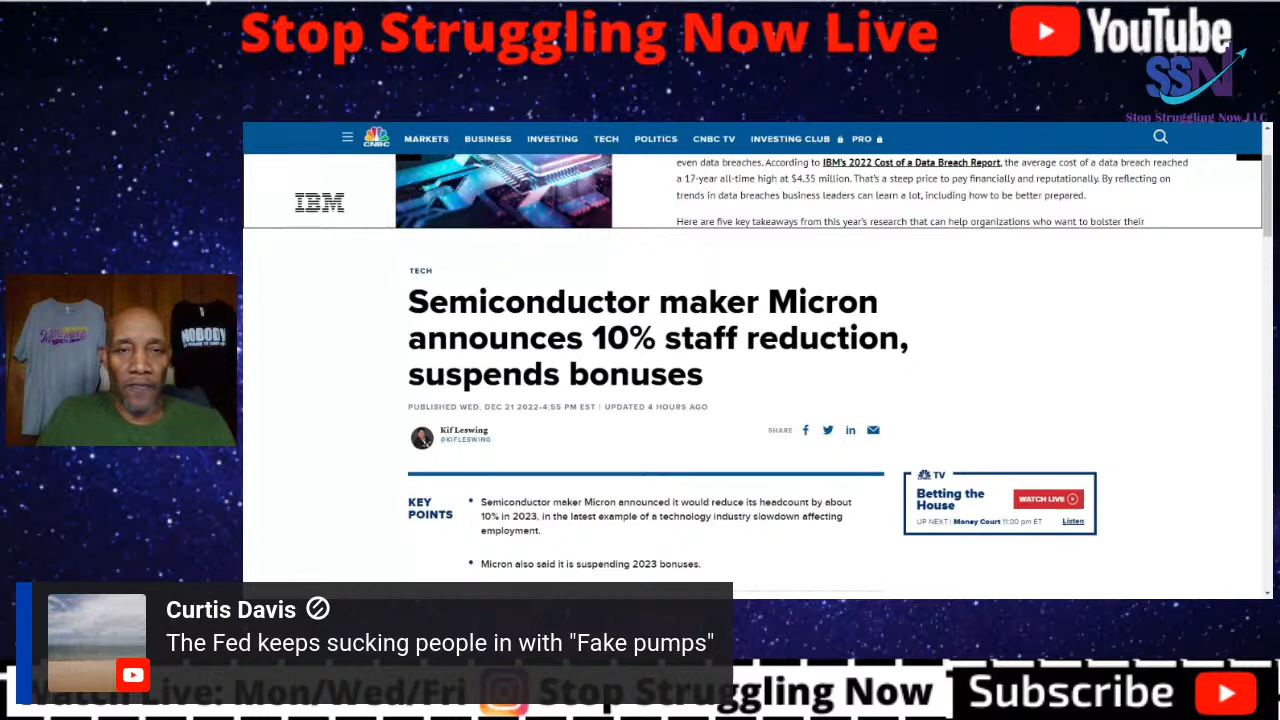 Stop Struggling Now Live
YouTube
SSN
Stop Struggling Now,LLC
CNBC
MARKETS BUSINESS INVESTING TECH POLITICS CNBC TV INVESTING CLUB PRO
IBM
even data breaches. According to IBM's 2022 Cost of a Data Breach Report, the average cost of a data breach reached
a 17-year all-time high at $4.35 million. That's a steep price to pay financially and reputationally. By reflecting on
trends in data breaches business leaders can learn a lot, including how to be better prepared.
Here are five key takeaways from this year's research that can help organizations who want to bolster their
TECH
Semiconductor maker Micron
announces 10% staff reduction,
suspends bonuses
PUBLISHED WED, DEC 21 2022•4:55 PM EST | UPDATED 4 HOURS AGO
Kif Leswing
@KIFLESWING
SHARE
KEY
POINTS
• Semiconductor maker Micron announced it would reduce its headcount by about
10% in 2023, in the latest example of a technology industry slowdown affecting
employment.
• Micron also said it is suspending 2023 bonuses.
TV
Betting the
House
WATCH LIVE
UP NEXT | Money Court 11:00 pm ET
Listen
NOBODY
Curtis Davis
The Fed keeps sucking people in with "Fake pumps"
Watch Live: Mon/Wed/Fri Stop Struggling Now
Subscribe